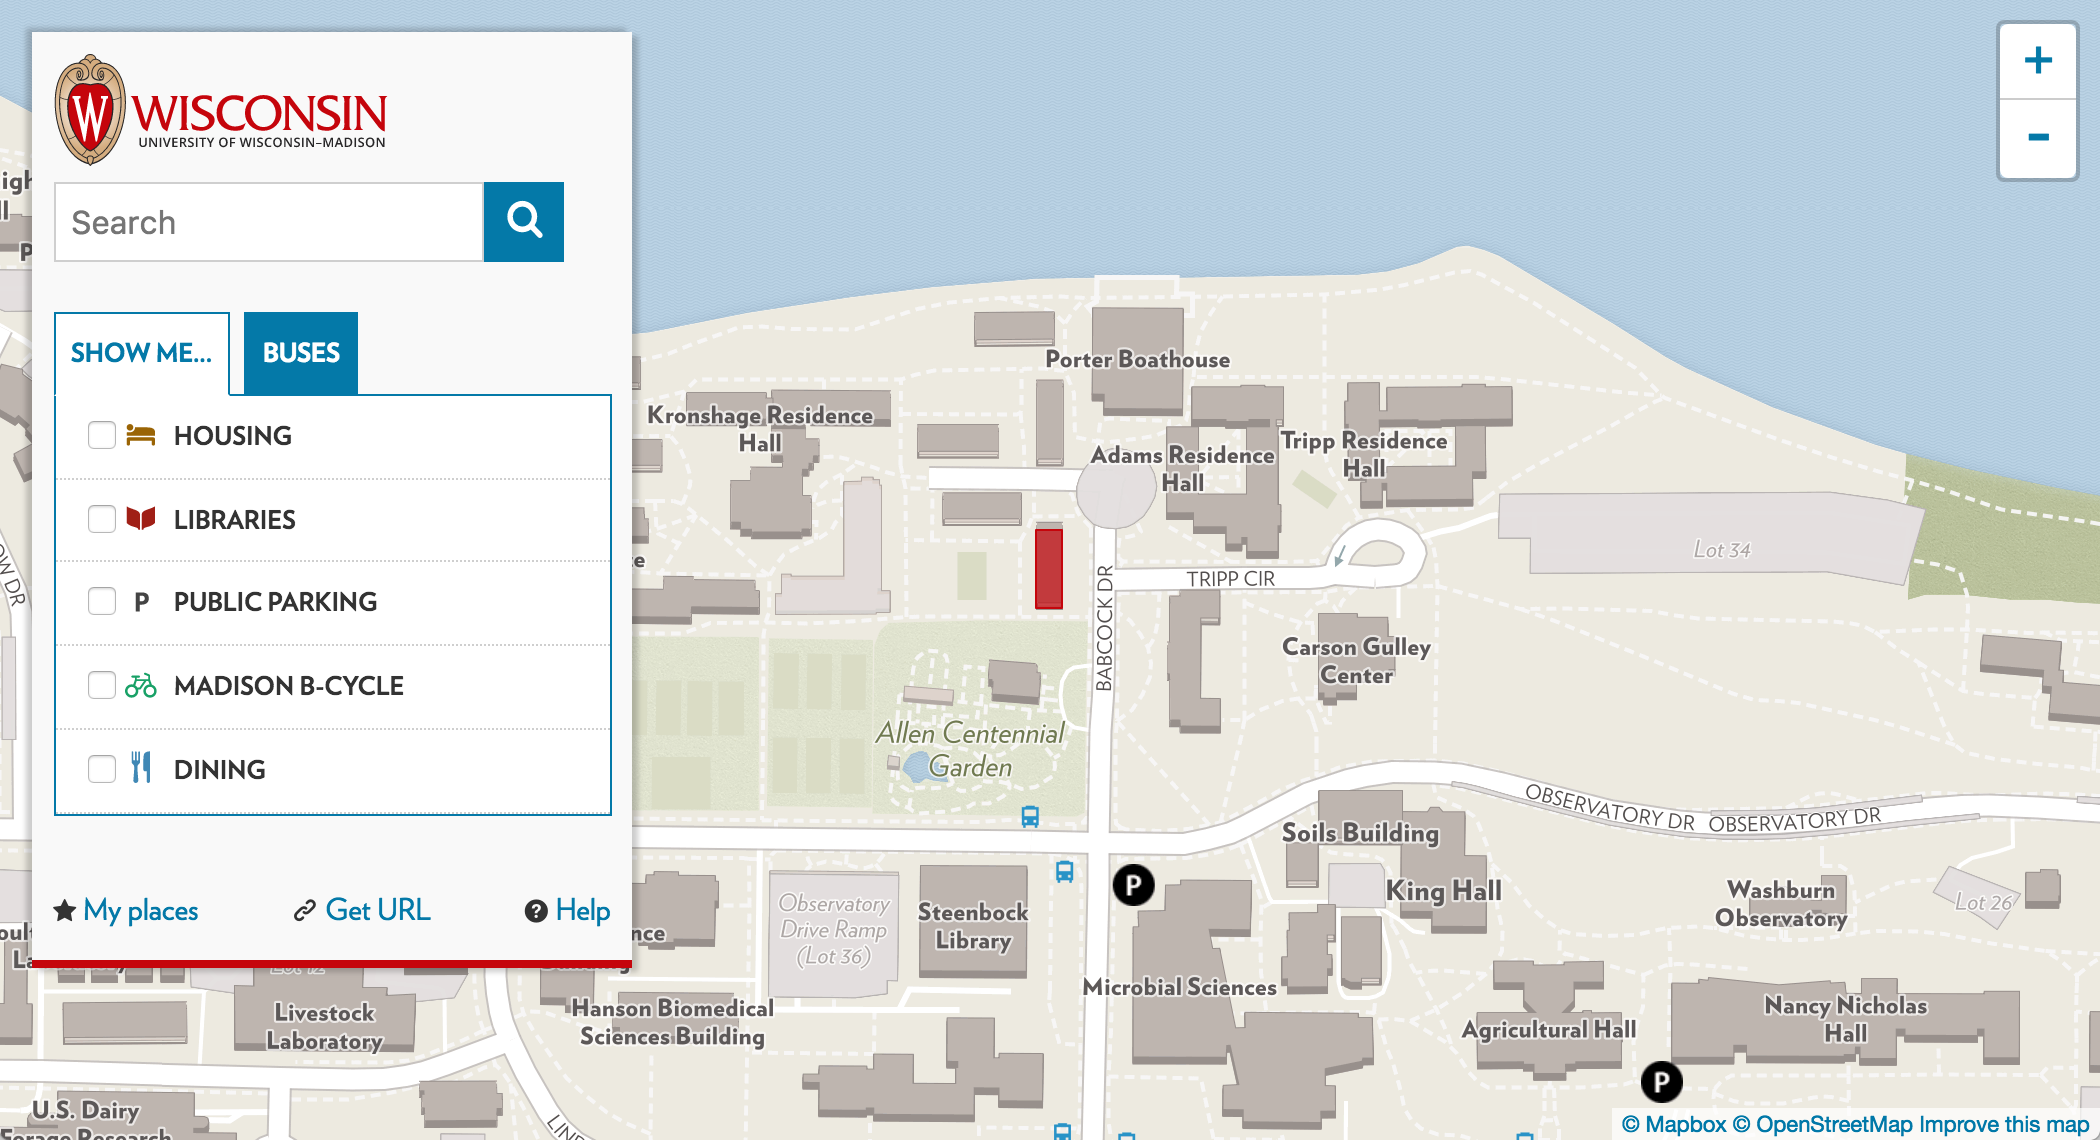 WISCONSIN
UNIVERSITY OF WISCONSIN–MADISON
Search
SHOW ME...
BUSES
HOUSING
LIBRARIES
P PUBLIC PARKING
MADISON B-CYCLE
DINING
My places
Get URL
Help
+
-
Porter Boathouse
Kronshage Residence
Hall
Adams Residence
Hall
Tripp Residence
Hall
Lot 34
TRIPP CIR
BABCOCK DR
Carson Gulley
Center
Allen Centennial
Garden
OBSERVATORY DR
OBSERVATORY DR
Soils Building
King Hall
P
Washburn
Observatory
Lot 26
Observatory
Drive Ramp
(Lot 36)
Steenbock
Library
Microbial Sciences
Hanson Biomedical
Sciences Building
Livestock
Laboratory
Agricultural Hall
Nancy Nicholas
Hall
P
U.S. Dairy
Forage Research
© Mapbox © OpenStreetMap Improve this map